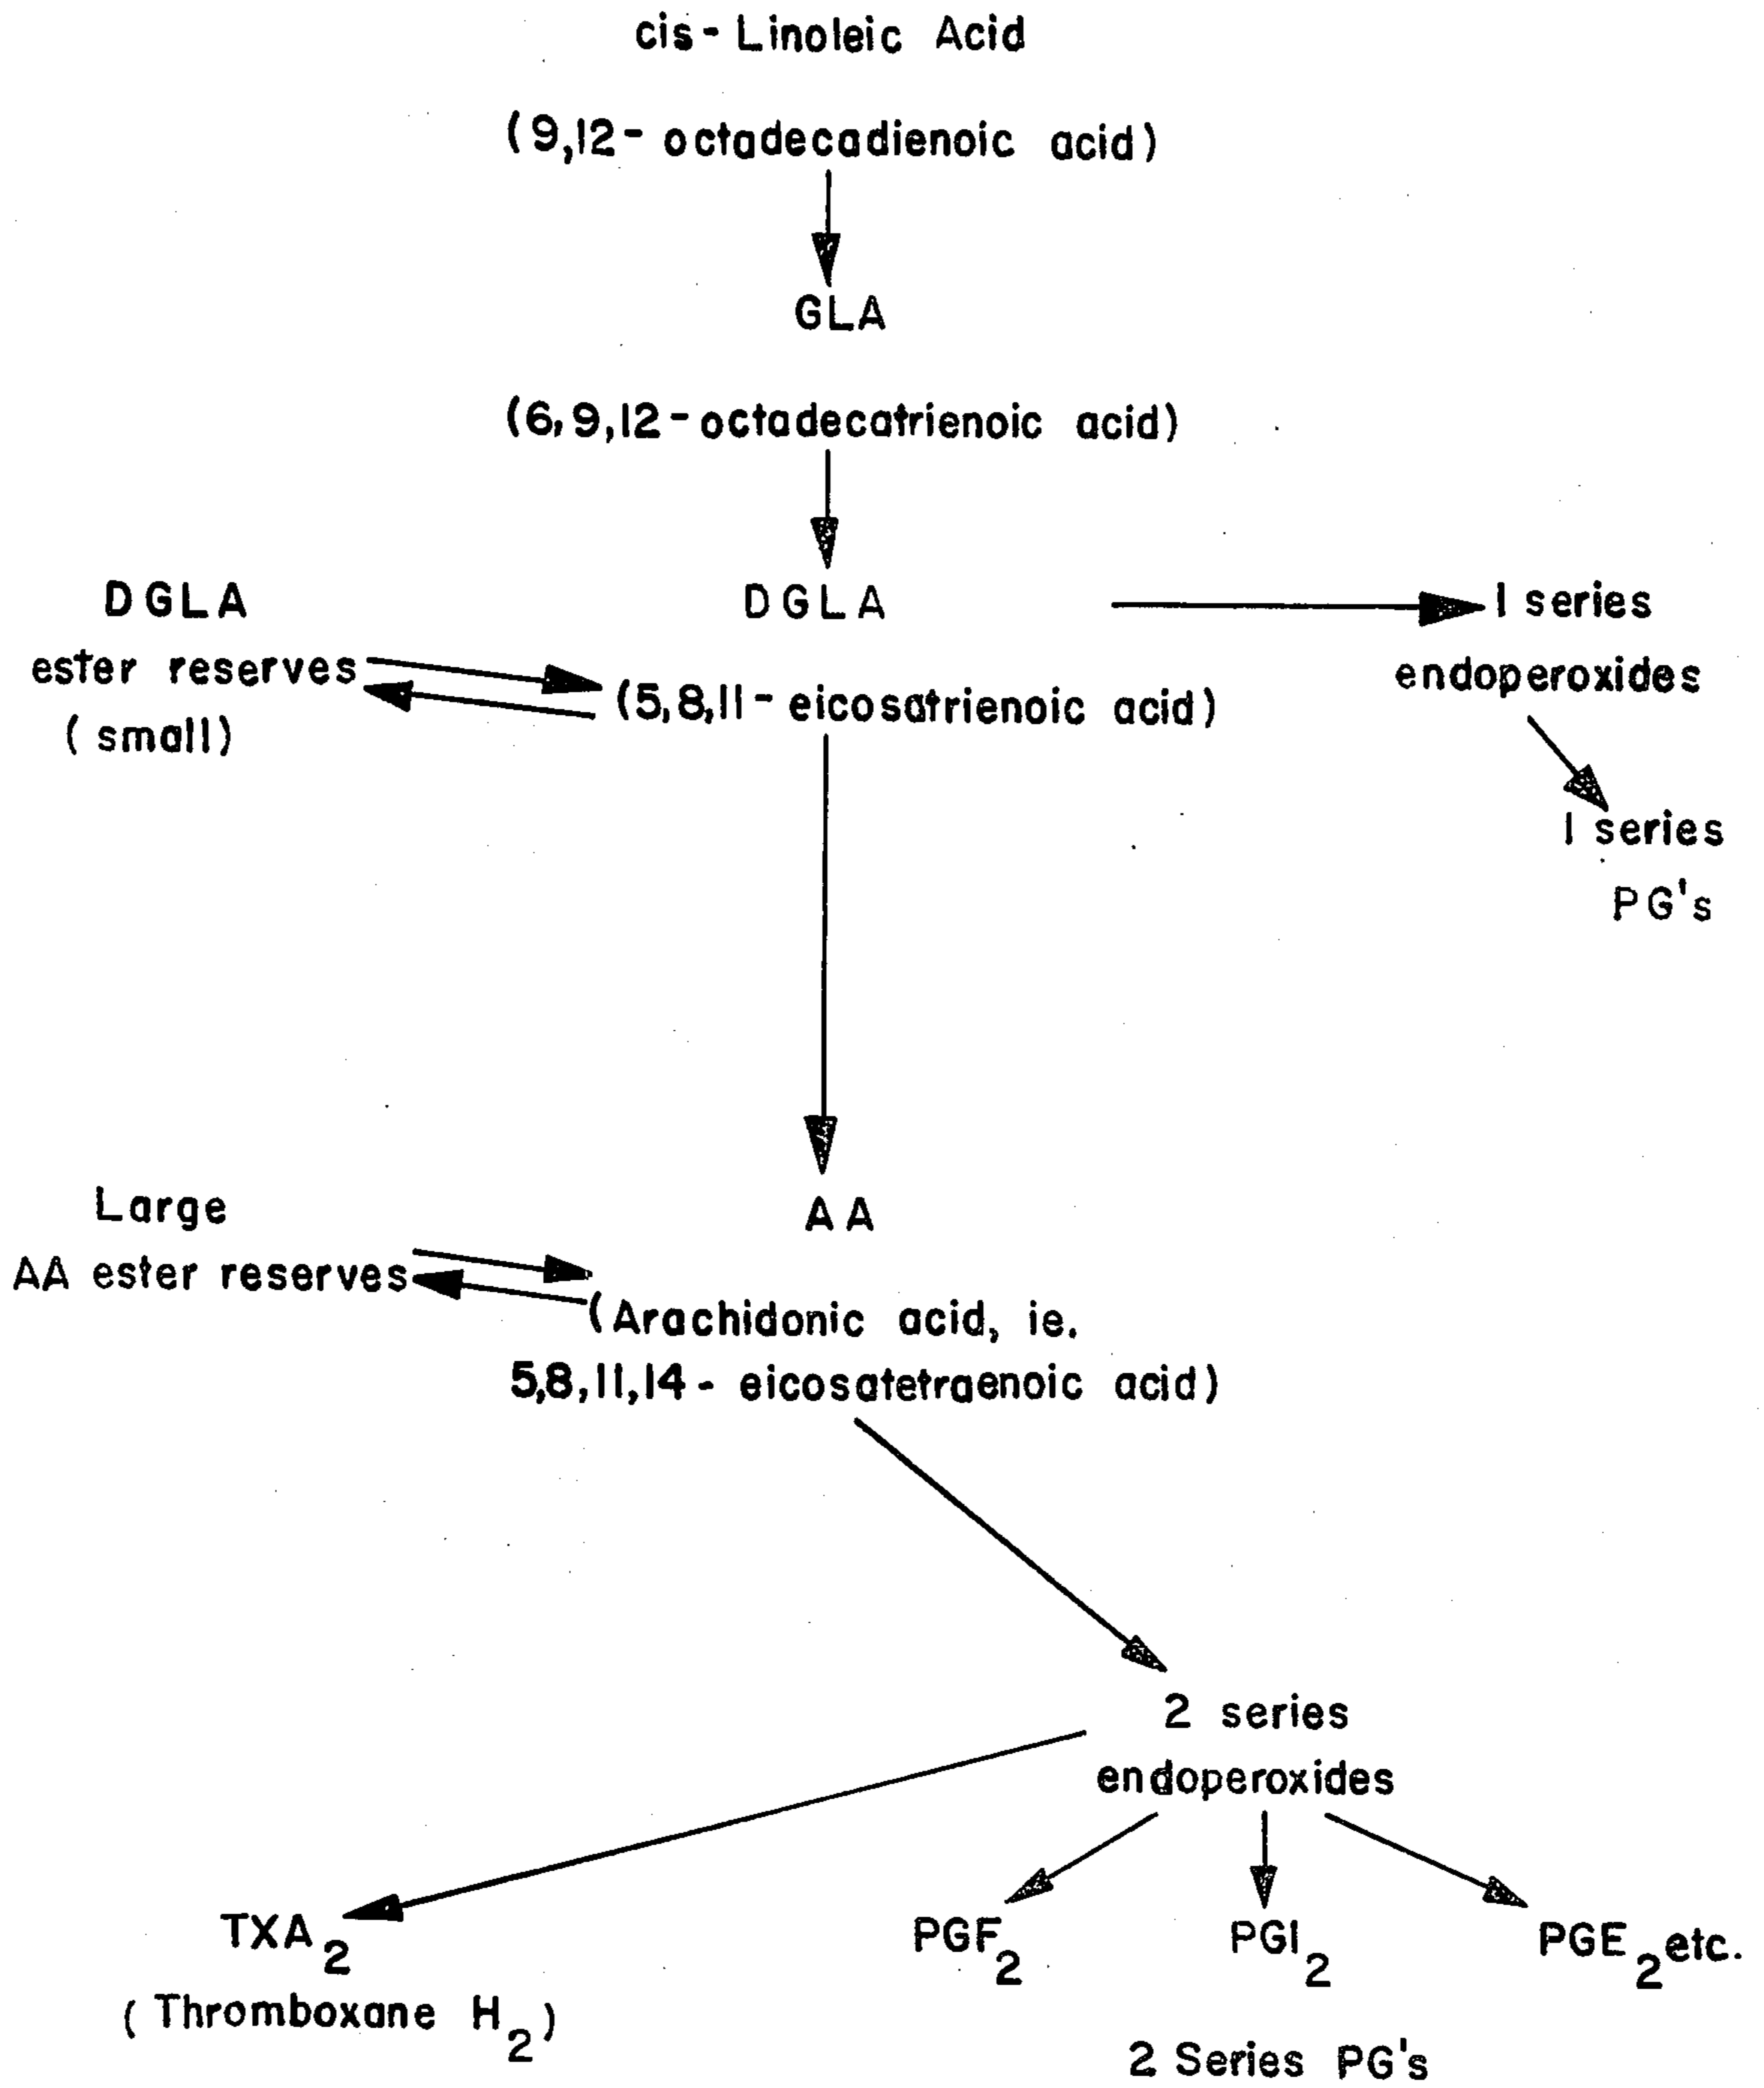 cis-Linoleic Acid
(9,12-octadecadienoic acid)
GLA
(6,9,12-octadecatrienoic acid)
DGLA
ester reserves
(small)
DGLA
(5,8,11-eicosatrienoic acid)
1 series
endoperoxides
1 series
PG's
Large
AA ester reserves
AA
(Arachidonic acid, ie.
5,8,11,14- eicosatetraenoic acid)
2 series
endoperoxides
TXA2
(Thromboxane H2)
PGF2
PGI2
PGE2 etc.
2 Series PG's